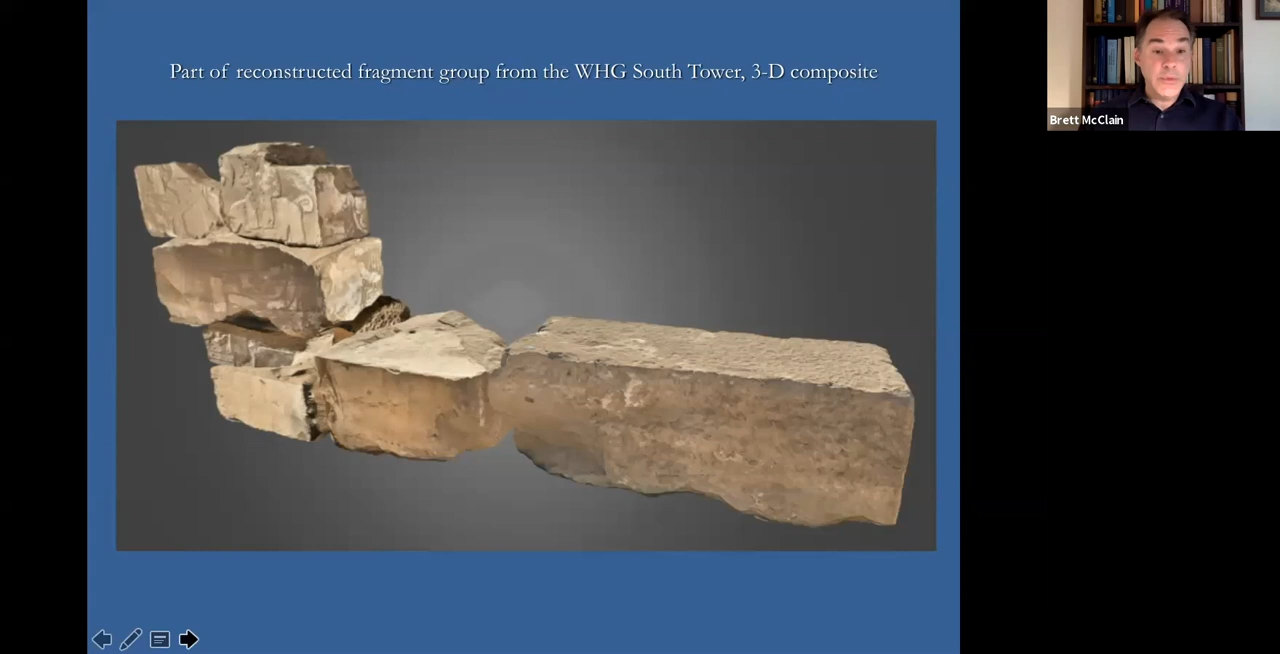 Part of reconstructed fragment group from the WHG South Tower, 3-D composite
Brett McClain